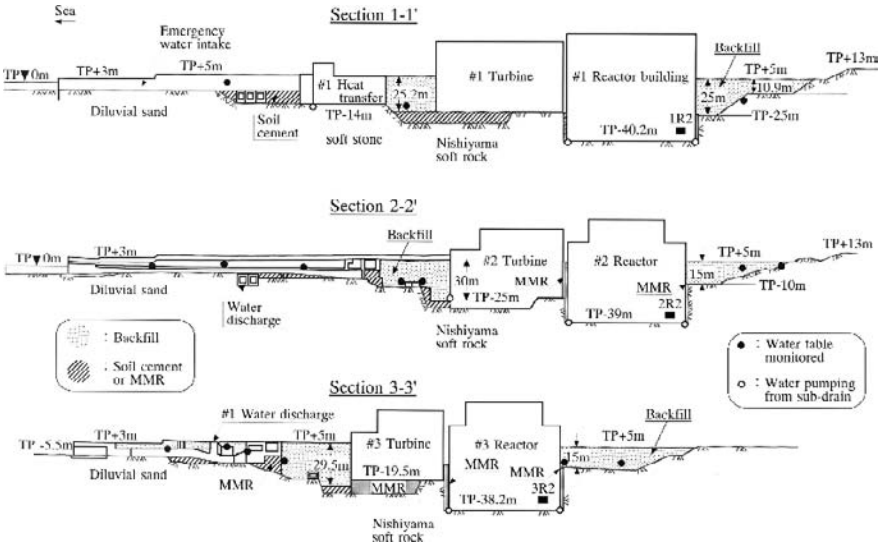 Section 1-1'
Sea
Emergency
water intake
TP▼0m
TP+3m
TP+5m
#1 Heat
transfer
25.2m
#1 Turbine
#1 Reactor building
Backfill
TP+5m
TP+13m
10.9m
25m
TP-25m
1R2
TP-40.2m
Diluvial sand
Soil
cement
TP-14m
soft stone
Nishiyama
soft rock
Section 2-2'
TP▼0m
TP+3m
Backfill
#2 Turbine
#2 Reactor
TP+5m
TP+13m
30m
MMR
MMR
15m
TP-10m
TP-25m
2R2
TP-39m
Diluvial sand
Water
discharge
Nishiyama
soft rock
: Backfill
: Soil cement
or MMR
: Water table
monitored
: Water pumping
from sub-drain
Section 3-3'
#1 Water discharge
TP -5.5m
TP+3m
TP+5m
#3 Turbine
#3 Reactor
Backfill
TP+5m
29.5m
TP-19.5m
MMR
MMR
MMR
15m
3R2
TP-38.2m
Diluvial sand
MMR
Nishiyama
soft rock